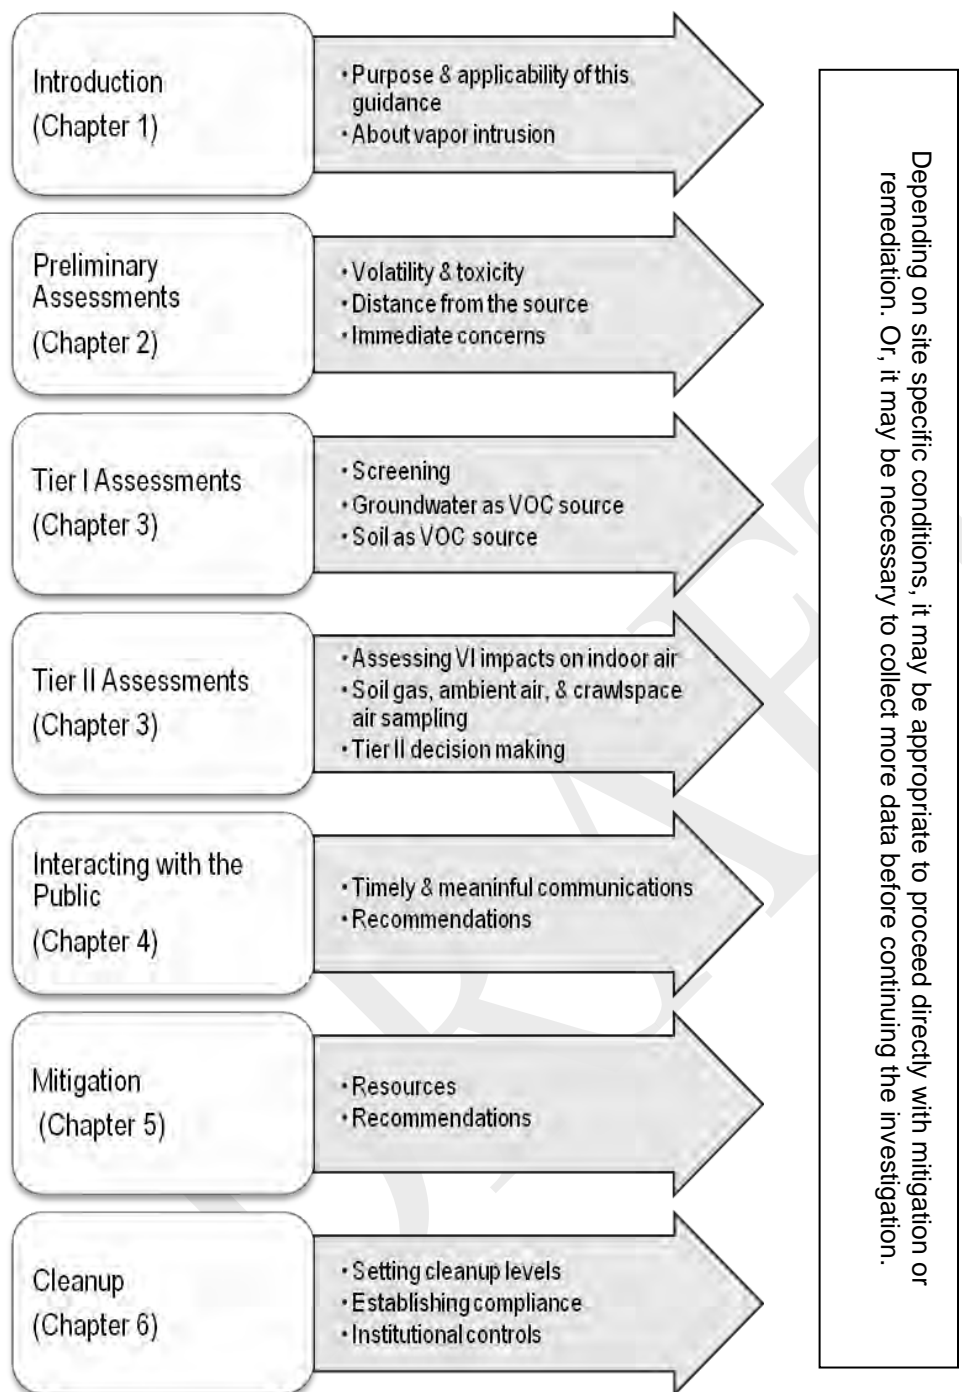 Introduction
(Chapter 1)
• Purpose & applicability of this
guidance
• About vapor intrusion
Preliminary
Assessments
(Chapter 2)
• Volatility & toxicity
• Distance from the source
• Immediate concerns
Tier I Assessments
(Chapter 3)
• Screening
• Groundwater as VOC source
• Soil as VOC source
Tier II Assessments
(Chapter 3)
• Assessing VI impacts on indoor air
• Soil gas, ambient air, & crawlspace
air sampling
• Tier II decision making
Interacting with the
Public
(Chapter 4)
• Timely & meaninful communications
• Recommendations
Mitigation
(Chapter 5)
• Resources
• Recommendations
Cleanup
(Chapter 6)
• Setting cleanup levels
• Establishing compliance
• Institutional controls
Depending on site specific conditions, it may be appropriate to proceed directly with mitigation or
remediation. Or, it may be necessary to collect more data before continuing the investigation.
DRAFT